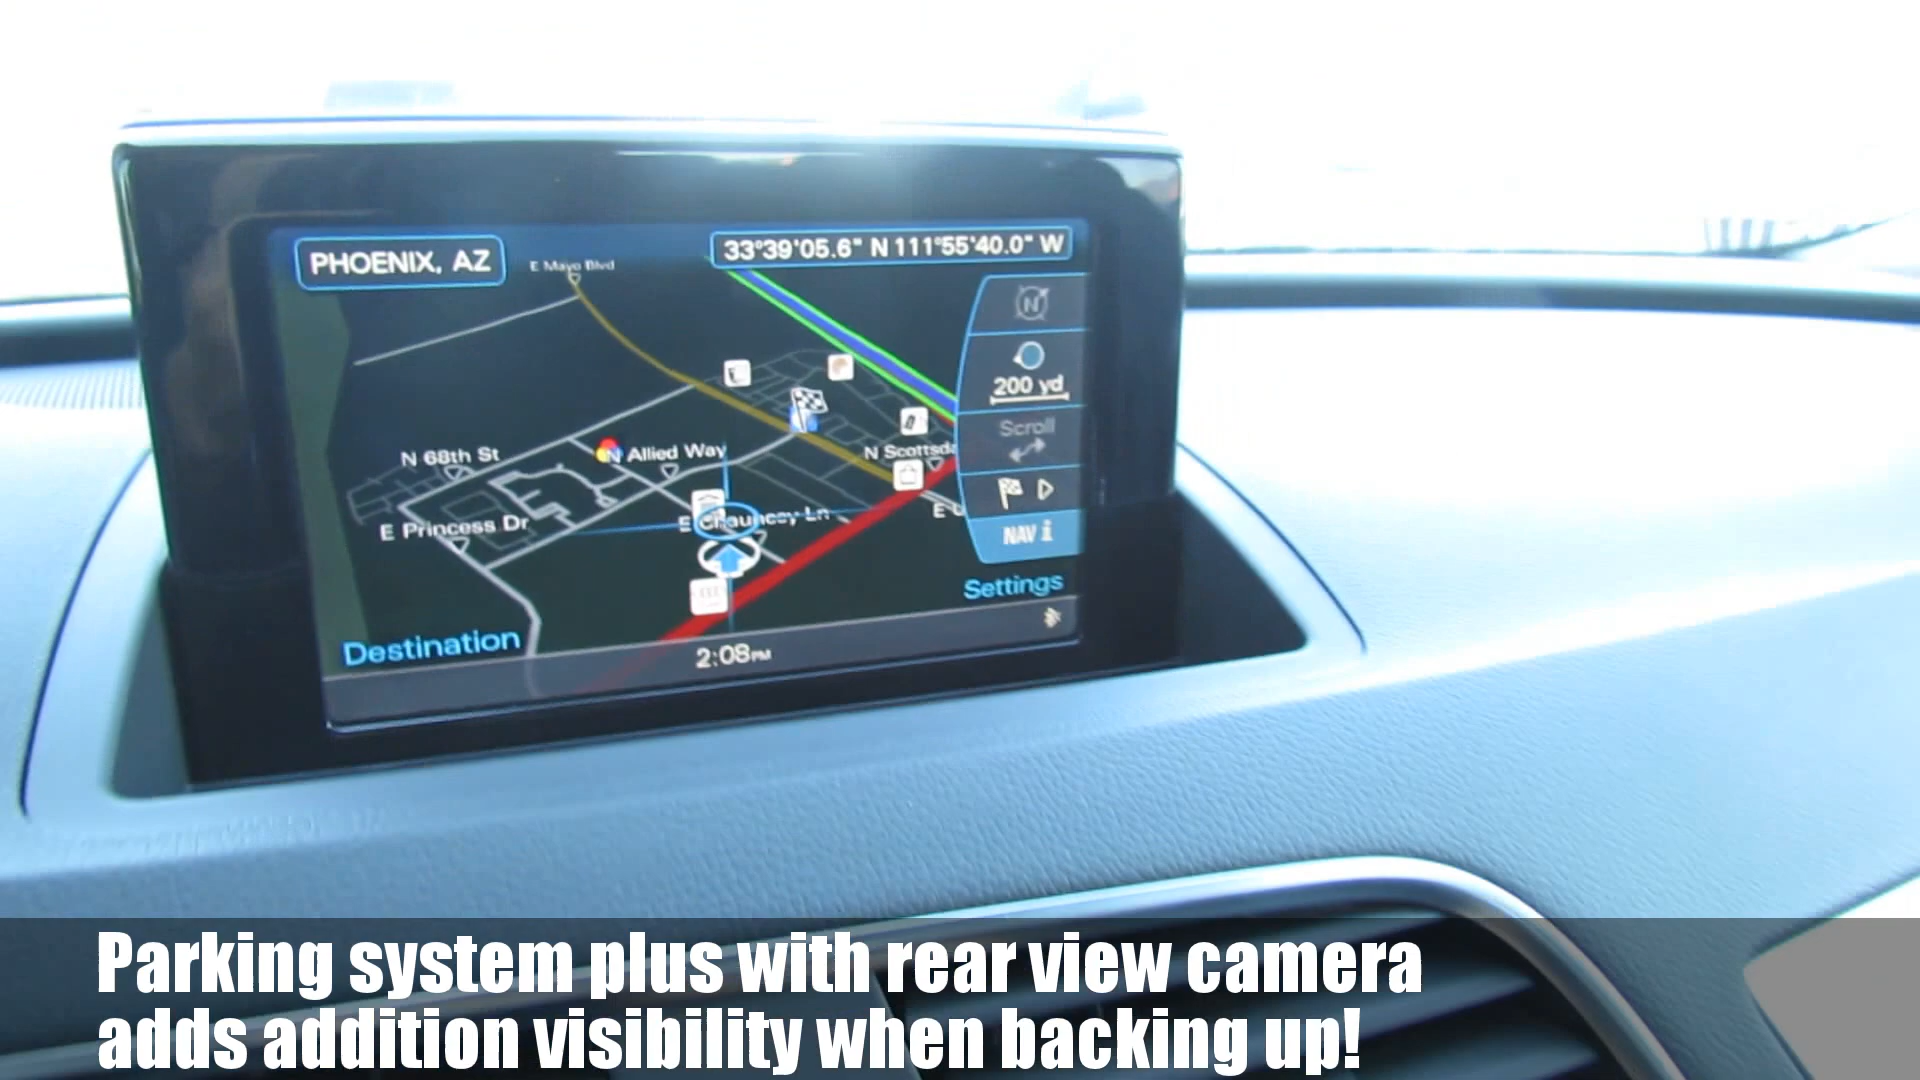 PHOENIX, AZ
33°39'05.6" N 111°55'40.0" W
E Mayo Blvd
N
200 yd
Scroll
N 68th St
N Allied Way
N Scottsda
E Princess Dr
E Chauncey Ln
E U
NAV i
Settings
Destination
2:08PM
Parking system plus with rear view camera
adds addition visibility when backing up!